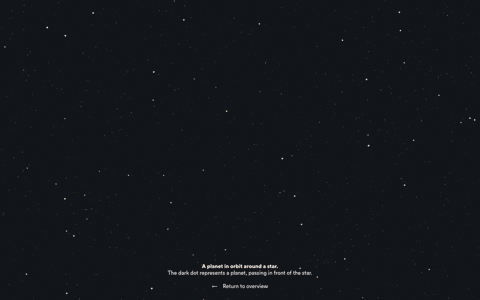 A planet in orbit around a star.
The dark dot represents a planet, passing in front of the star.
← Return to overview